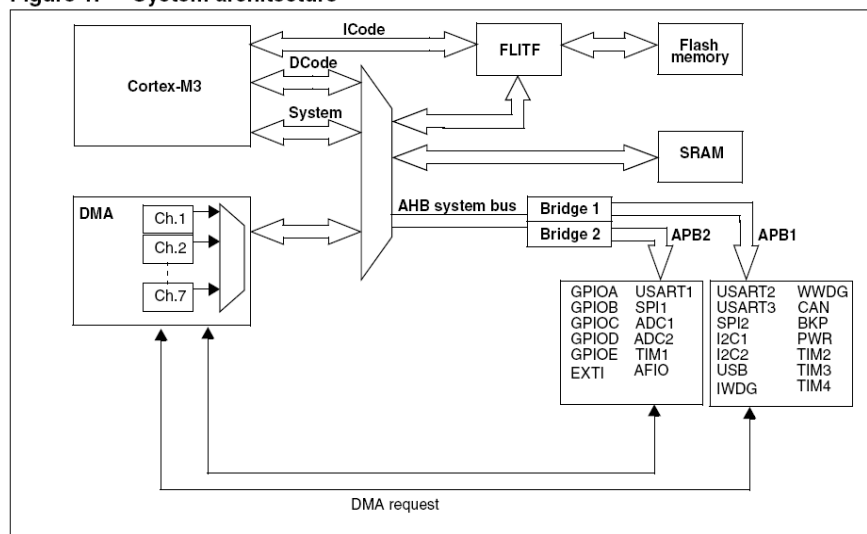 Figure 1. System architecture
ICode
FLITF
Flash
memory
DCode
Cortex-M3
System
SRAM
DMA
Ch.1
Ch.2
Ch.7
AHB system bus
Bridge 1
Bridge 2
APB2
APB1
GPIOA USART1
GPIOB SPI1
GPIOC ADC1
GPIOD ADC2
GPIOE TIM1
EXTI AFIO
USART2 WWDG
USART3 CAN
SPI2 BKP
I2C1 PWR
I2C2 TIM2
USB TIM3
IWDG TIM4
DMA request